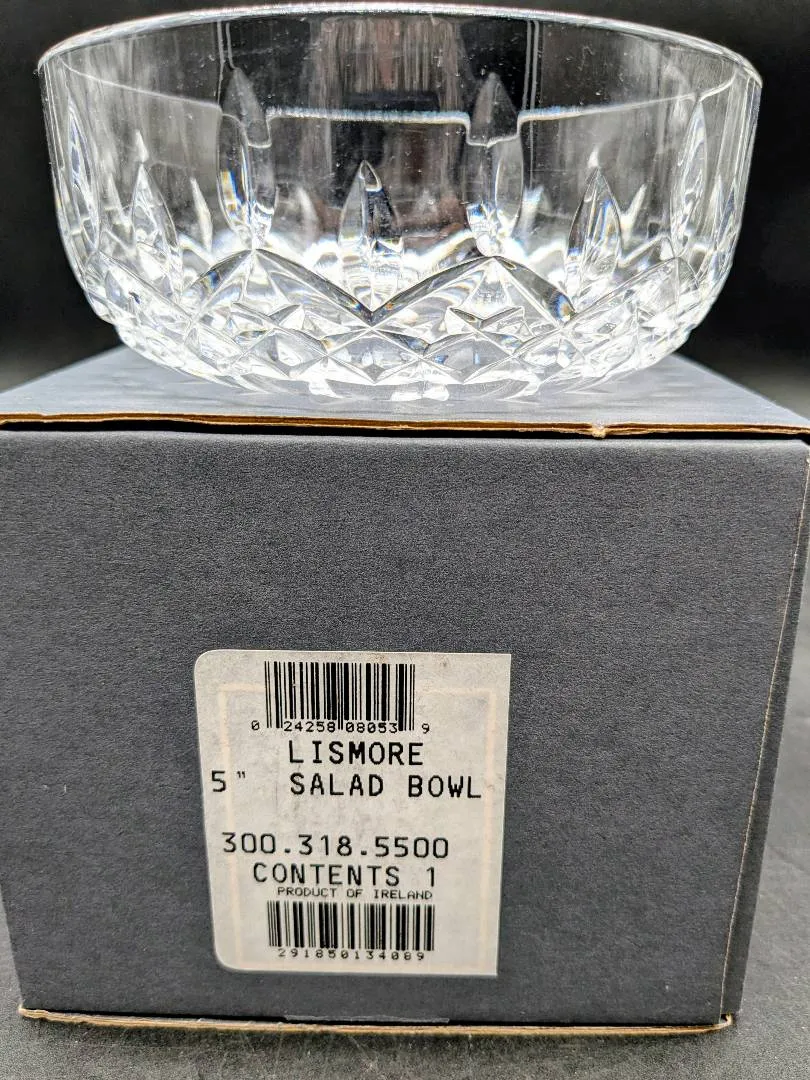 0 24258 08053 9
LISMORE
5" SALAD BOWL
300.318.5500
CONTENTS 1
PRODUCT OF IRELAND
291850134089